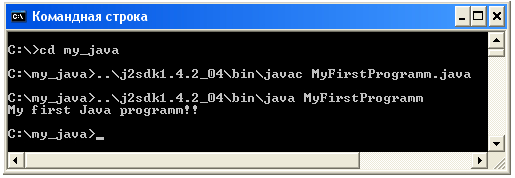 Командная строка
C:\>cd my_java
C:\my_java>..\j2sdk1.4.2_04\bin\javac MyFirstProgramm.java
C:\my_java>..\j2sdk1.4.2_04\bin\java MyFirstProgramm
My first Java programm!!
C:\my_java>_